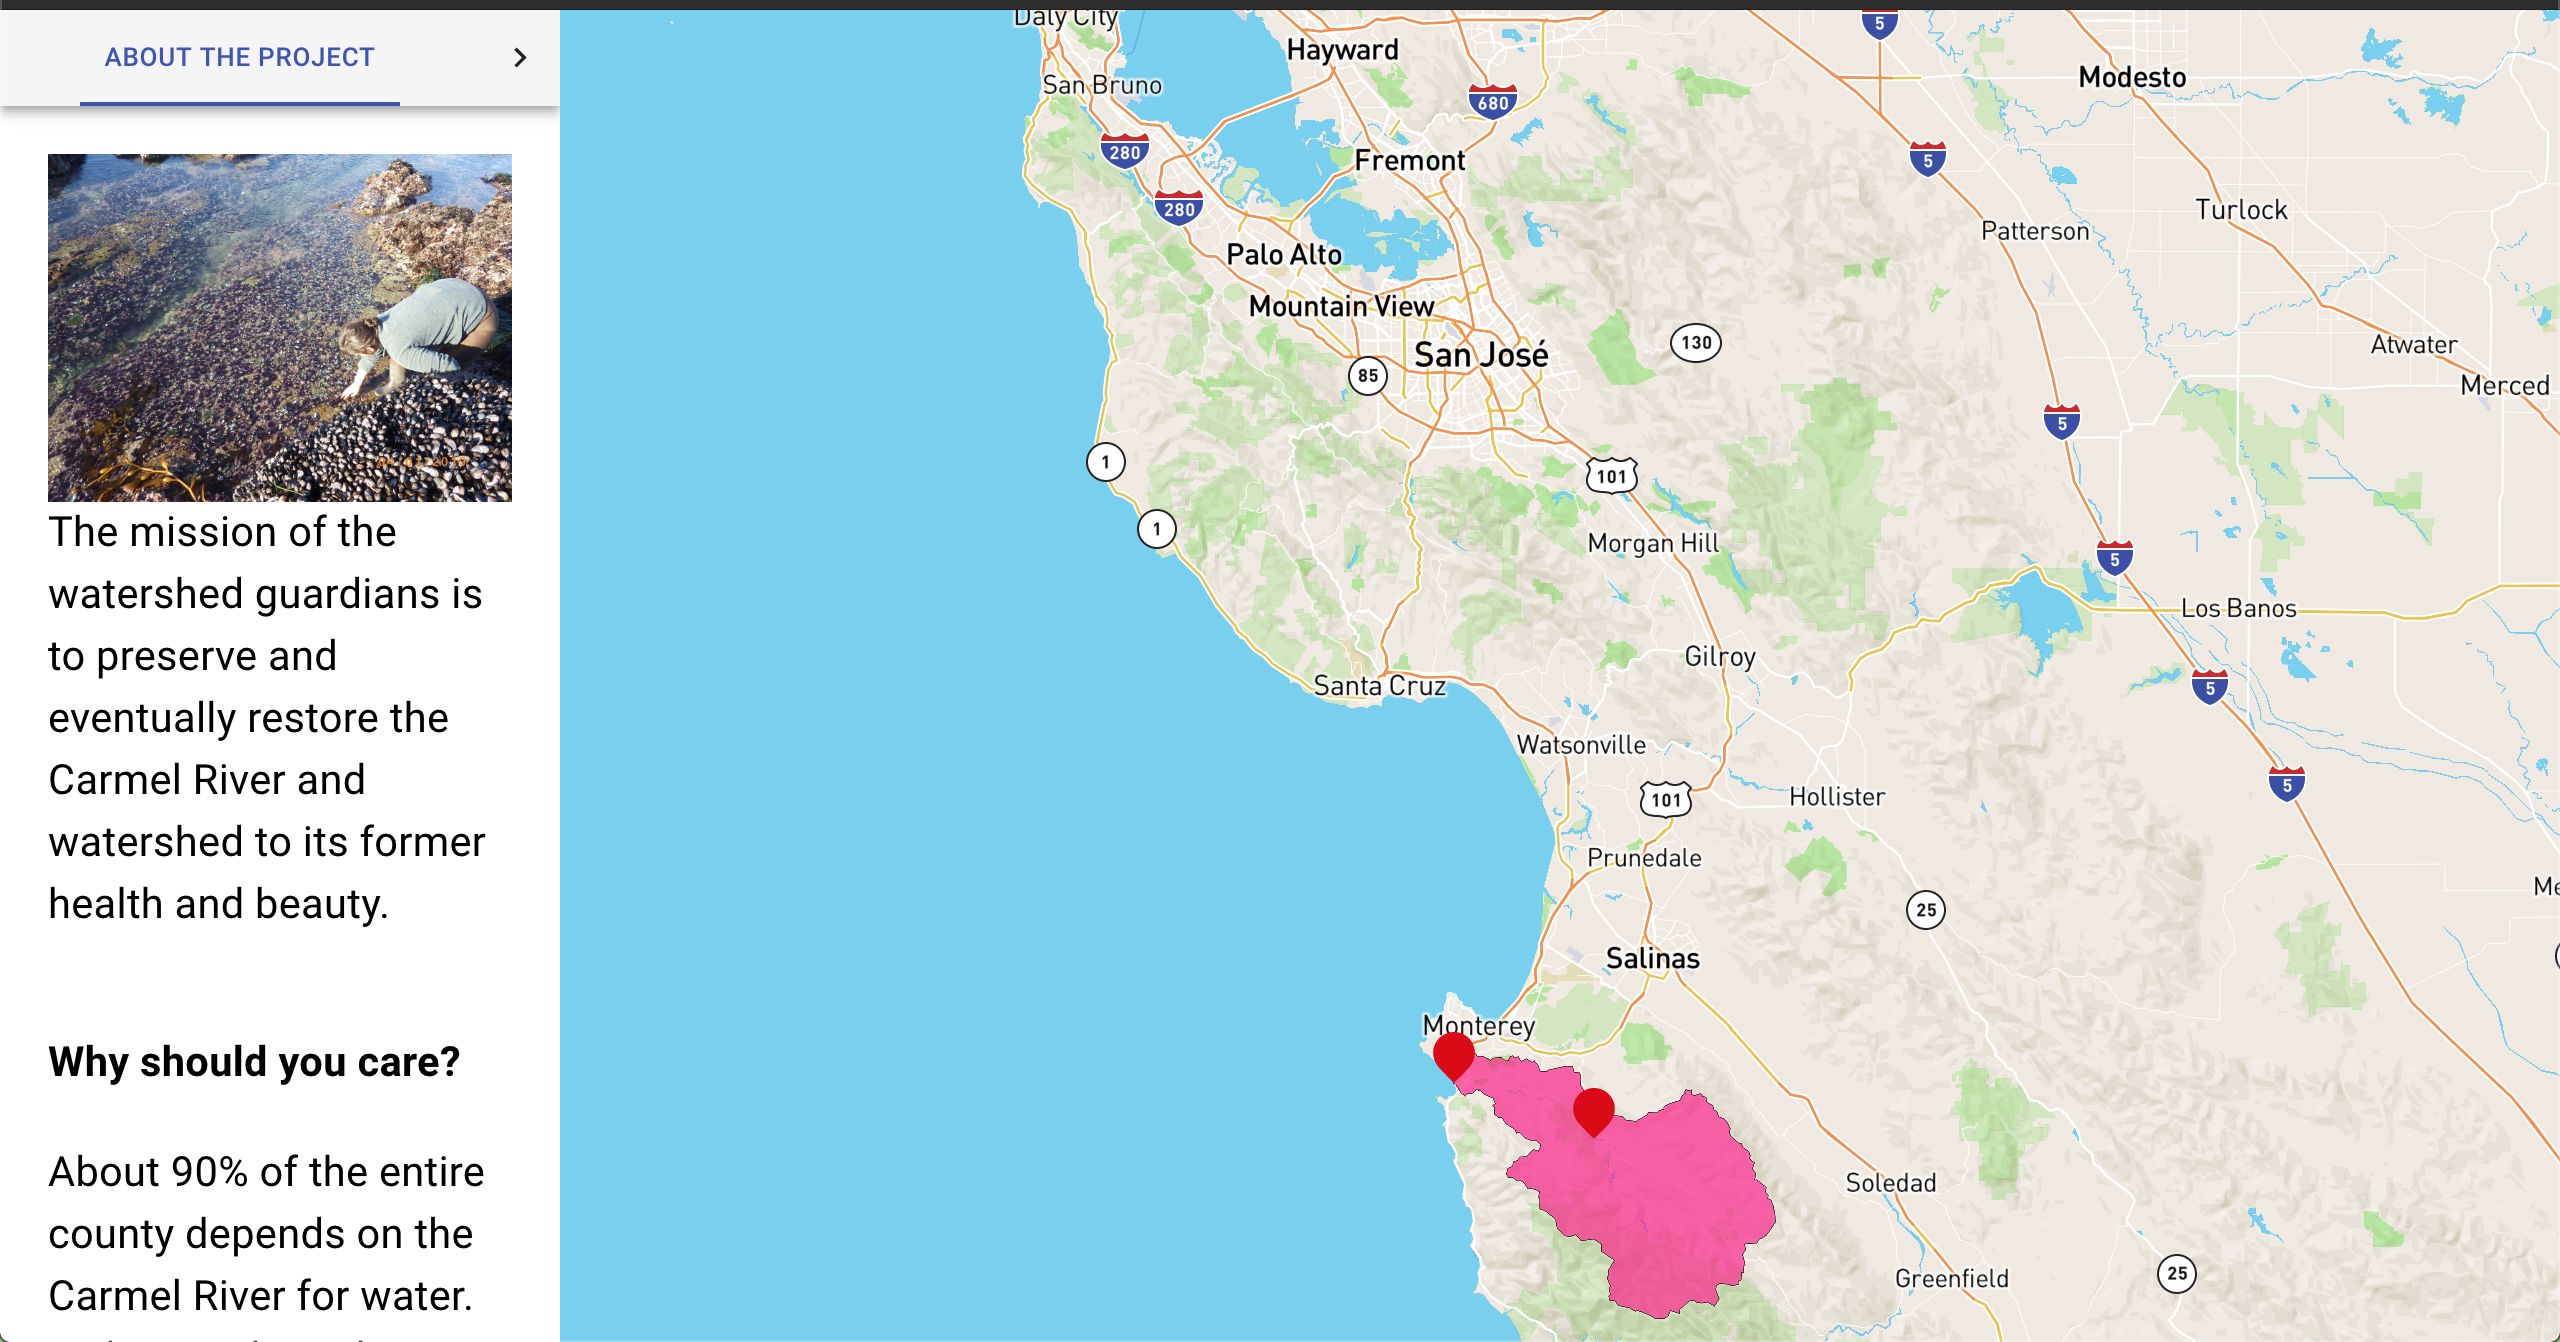 ABOUT THE PROJECT
The mission of the
watershed guardians is
to preserve and
eventually restore the
Carmel River and
watershed to its former
health and beauty.
Why should you care?
About 90% of the entire
county depends on the
Carmel River for water.
Daly City
Hayward
5
Modesto
San Bruno
680
280
Fremont
5
280
Turlock
Patterson
Palo Alto
Mountain View
130
Atwater
San José
85
Merced
5
1
101
1
Morgan Hill
5
Los Banos
Gilroy
Santa Cruz
5
Watsonville
5
101
Hollister
Prunedale
25
Salinas
Monterey
Soledad
25
Greenfield